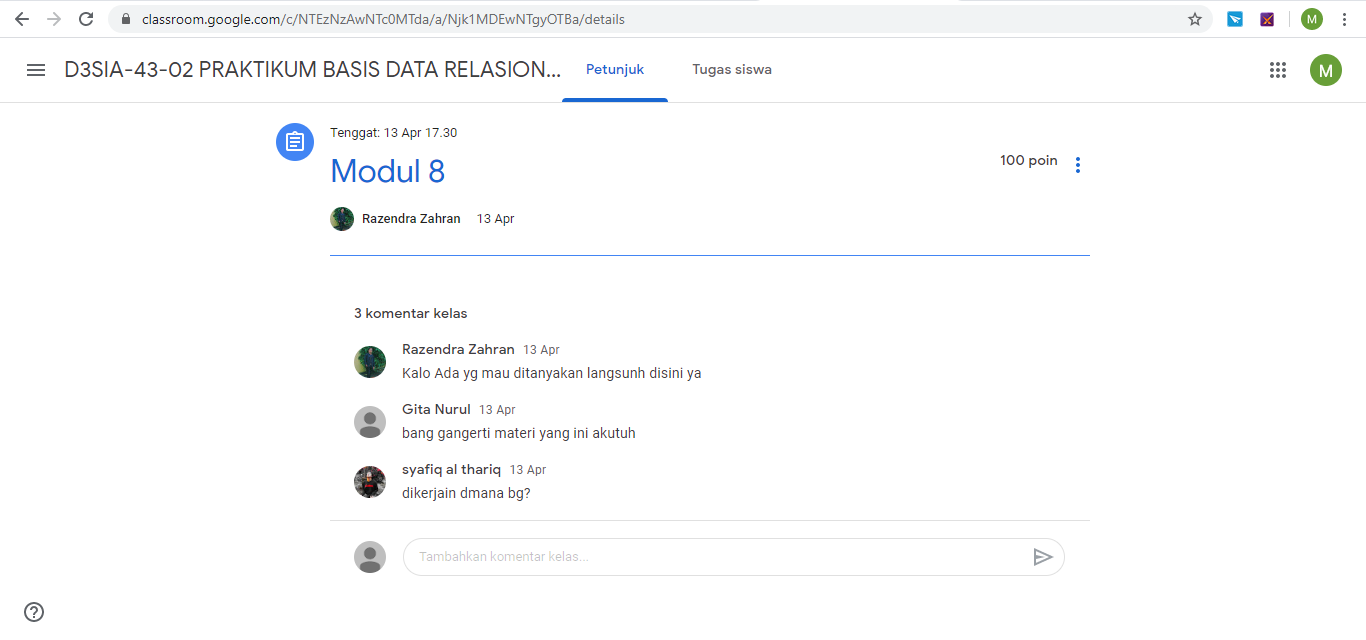 classroom.google.com/c/NTEzNzAwNTc0MTda/a/Njk1MDEwNTgyOTBa/details
M
D3SIA-43-02 PRAKTIKUM BASIS DATA RELASION...
Petunjuk
Tugas siswa
M
Tenggat: 13 Apr 17.30
Modul 8
100 poin
Razendra Zahran 13 Apr
3 komentar kelas
Razendra Zahran 13 Apr
Kalo Ada yg mau ditanyakan langsunh disini ya
Gita Nurul 13 Apr
bang gangerti materi yang ini akutuh
syafiq al thariq 13 Apr
dikerjain dmana bg?
Tambahkan komentar kelas...